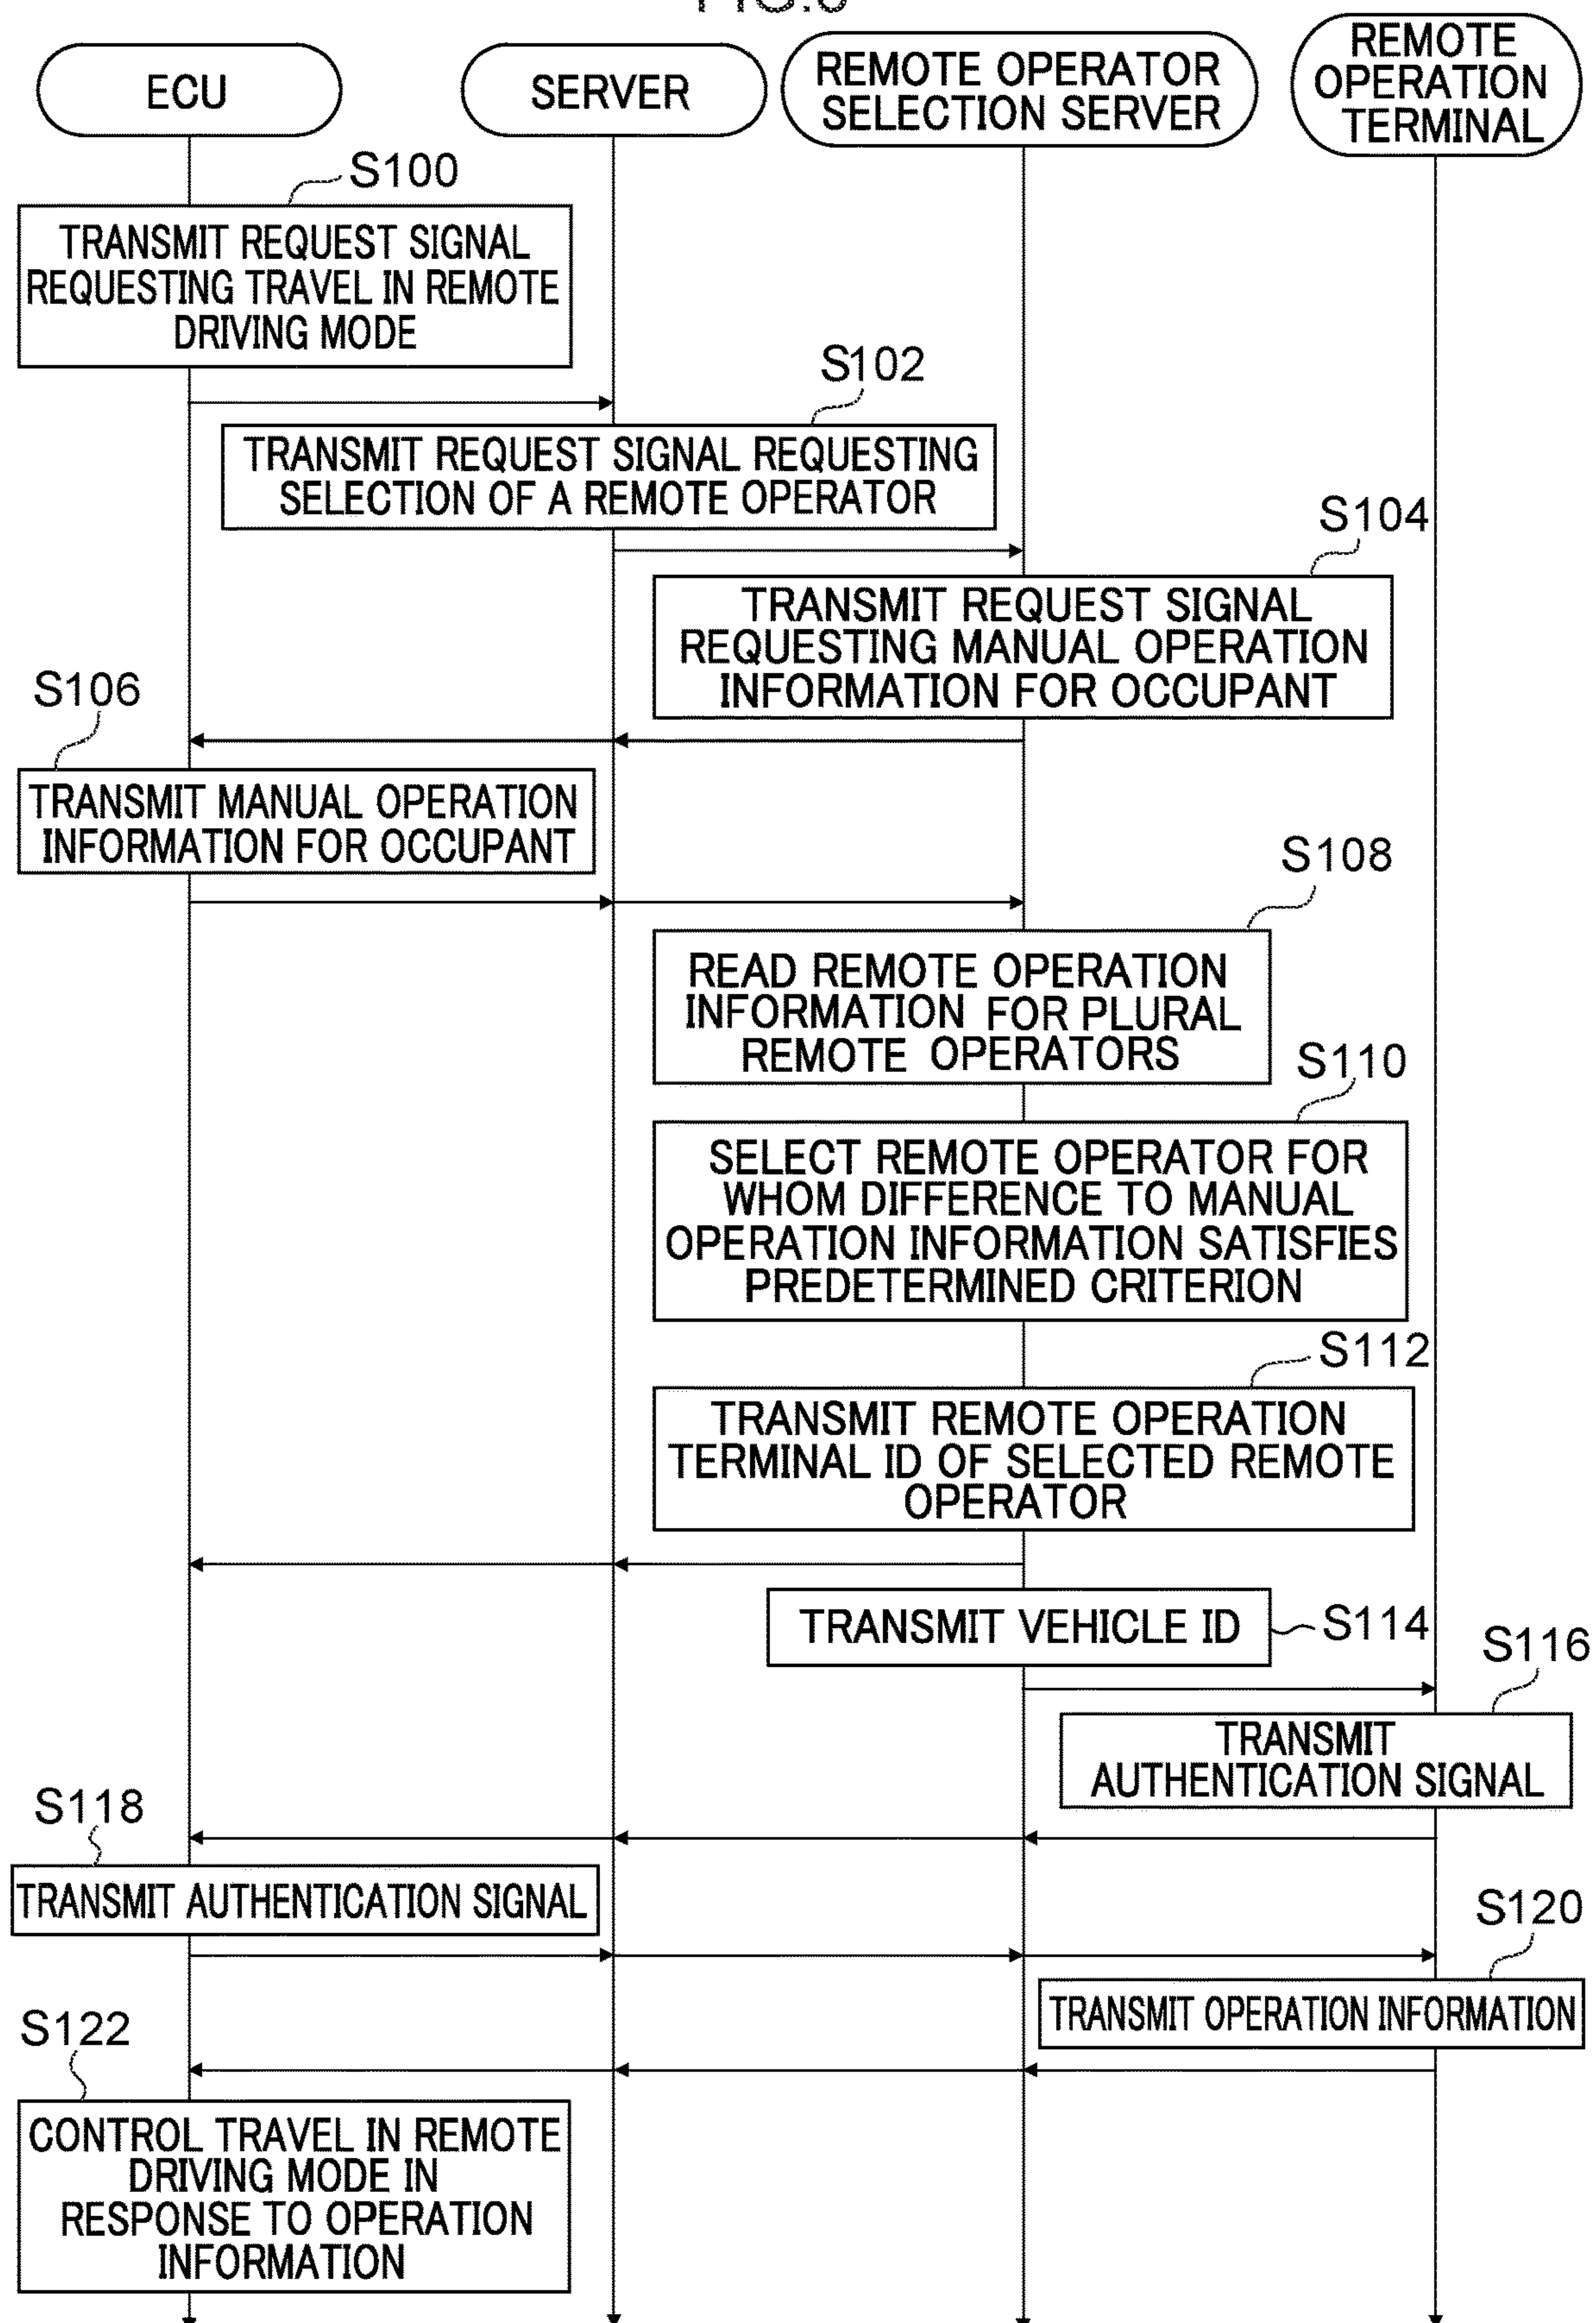 ECU
SERVER
REMOTE OPERATOR
SELECTION SERVER
REMOTE
OPERATION
TERMINAL
S100
TRANSMIT REQUEST SIGNAL
REQUESTING TRAVEL IN REMOTE
DRIVING MODE
S102
TRANSMIT REQUEST SIGNAL REQUESTING
SELECTION OF A REMOTE OPERATOR
S104
TRANSMIT REQUEST SIGNAL
REQUESTING MANUAL OPERATION
INFORMATION FOR OCCUPANT
S106
TRANSMIT MANUAL OPERATION
INFORMATION FOR OCCUPANT
S108
READ REMOTE OPERATION
INFORMATION FOR PLURAL
REMOTE OPERATORS
S110
SELECT REMOTE OPERATOR FOR
WHOM DIFFERENCE TO MANUAL
OPERATION INFORMATION SATISFIES
PREDETERMINED CRITERION
S112
TRANSMIT REMOTE OPERATION
TERMINAL ID OF SELECTED REMOTE
OPERATOR
TRANSMIT VEHICLE ID
S114
S116
TRANSMIT
AUTHENTICATION SIGNAL
S118
TRANSMIT AUTHENTICATION SIGNAL
S120
TRANSMIT OPERATION INFORMATION
S122
CONTROL TRAVEL IN REMOTE
DRIVING MODE IN
RESPONSE TO OPERATION
INFORMATION